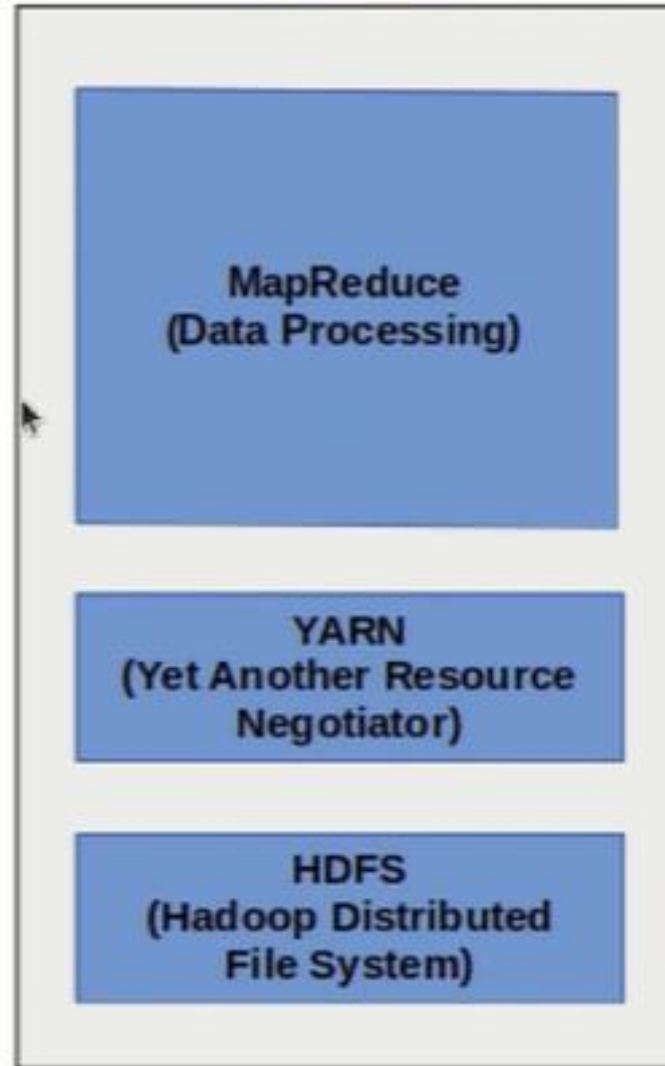 MapReduce
(Data Processing)
YARN
(Yet Another Resource
Negotiator)
HDFS
(Hadoop Distributed
File System)